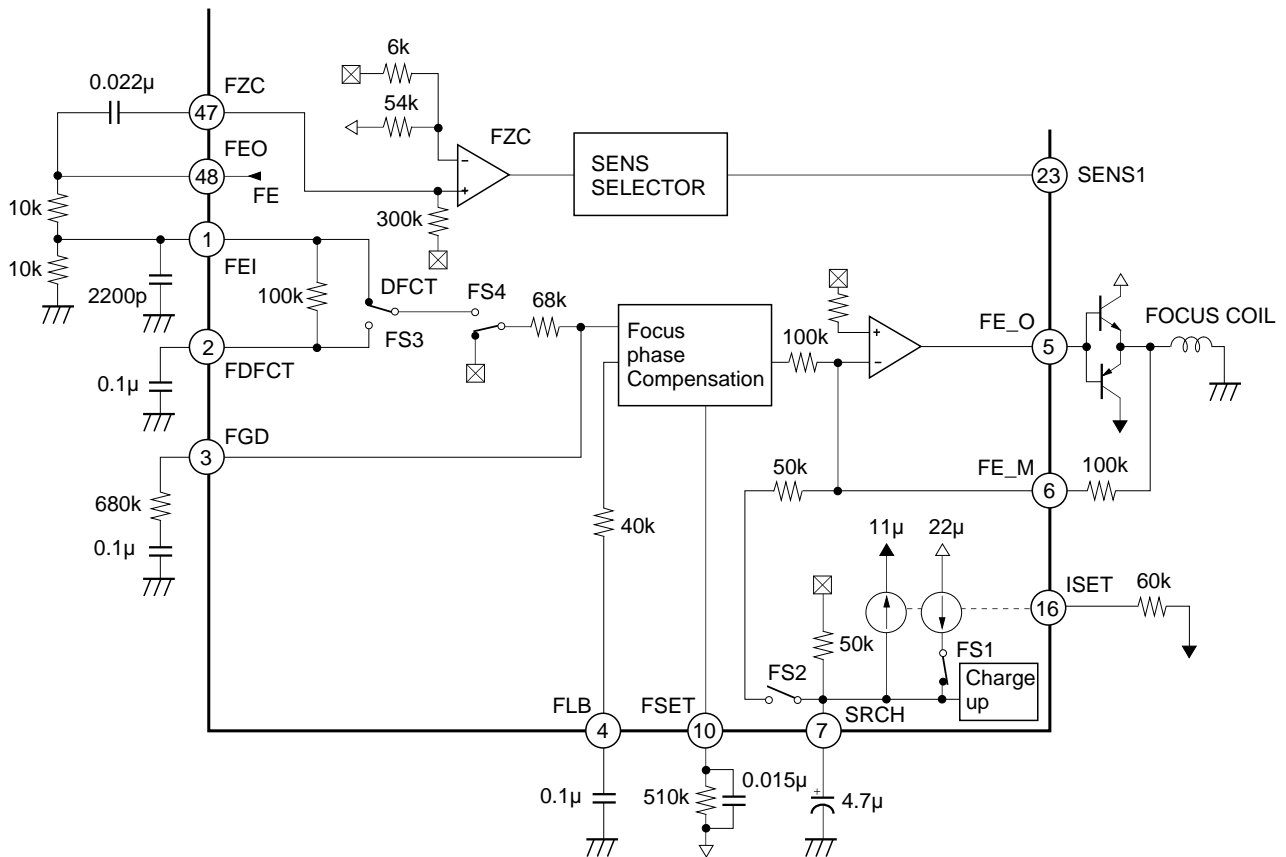 6k
0.022µ
FZC
47
54k
FZC
FEO
48
FE
SENS
SELECTOR
23
SENS1
10k
300k
1
FEI
10k
2200p
100k
DFCT
FS4
68k
FS3
2
FDFCT
0.1µ
Focus
phase
Compensation
100k
FE_O
5
FOCUS COIL
FGD
3
50k
FE_M
6
100k
680k
40k
11µ
22µ
0.1µ
ISET
16
60k
50k
FS1
FS2
Charge
up
FLB
4
FSET
10
SRCH
7
0.1µ
510k
0.015µ
+
4.7µ